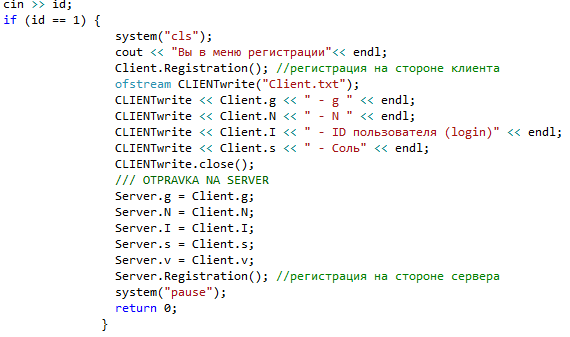 cin >> id;
if (id == 1) {
system("cls");
cout << "Вы в меню регистрации"<< endl;
Client.Registration(); //регистрация на стороне клиента
ofstream CLIENTwrite("Client.txt");
CLIENTwrite << Client.g << " - g " << endl;
CLIENTwrite << Client.N << " - N " << endl;
CLIENTwrite << Client.I << " - ID пользователя (login)" << endl;
CLIENTwrite << Client.s << " - Соль" << endl;
CLIENTwrite.close();
/// OTPRAVKA NA SERVER
Server.g = Client.g;
Server.N = Client.N;
Server.I = Client.I;
Server.s = Client.s;
Server.v = Client.v;
Server.Registration(); //регистрация на стороне сервера
system("pause");
return 0;
}